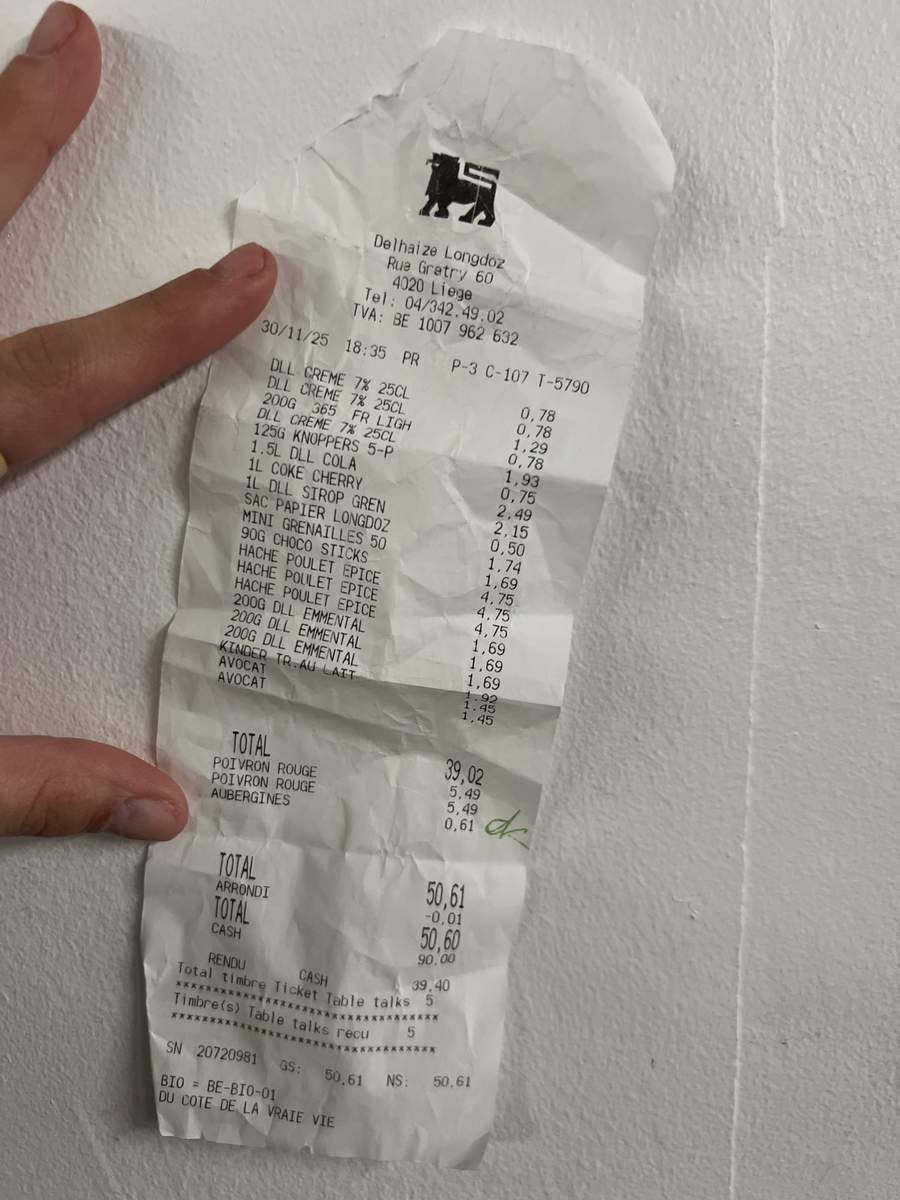 Delhaize Longdoz
Rue Gretry 60
4020 Liege
Tel: 04/342.49.02
TVA: BE 1007 962 632
30/11/25 18:35 PR P-3 C-107 T-5790
DLL CREME 7% 25CL 0,78
DLL CREME 7% 25CL 0,78
200G 365 FR LIGH 1,29
DLL CREME 7% 25CL 0,78
125G KNOPPERS 5-P 1,93
1.5L DLL COLA 0,75
1L COKE CHERRY 2,49
1L DLL SIROP GREN 2,15
SAC PAPIER LONGDOZ 0,50
MINI GRENAILLES 50 1,74
90G CHOCO STICKS 1,69
HACHE POULET EPICE 4,75
HACHE POULET EPICE 4,75
HACHE POULET EPICE 4,75
200G DLL EMMENTAL 1,69
200G DLL EMMENTAL 1,69
200G DLL EMMENTAL 1,69
KINDER TR.AU LAIT 1.92
AVOCAT 1.45
AVOCAT 1,45
TOTAL 39,02
POIVRON ROUGE 5,49
POIVRON ROUGE 5,49
AUBERGINES 0,61
TOTAL 50,61
ARRONDI -0,01
TOTAL 50,60
CASH 90,00
RENDU CASH 39,40
Total timbre Ticket Table talks 5
***********************************
Timbre(s) Table talks recu 5
***********************************
SN 20720981 GS: 50,61 NS: 50,61
BIO = BE-BIO-01
DU COTE DE LA VRAIE VIE